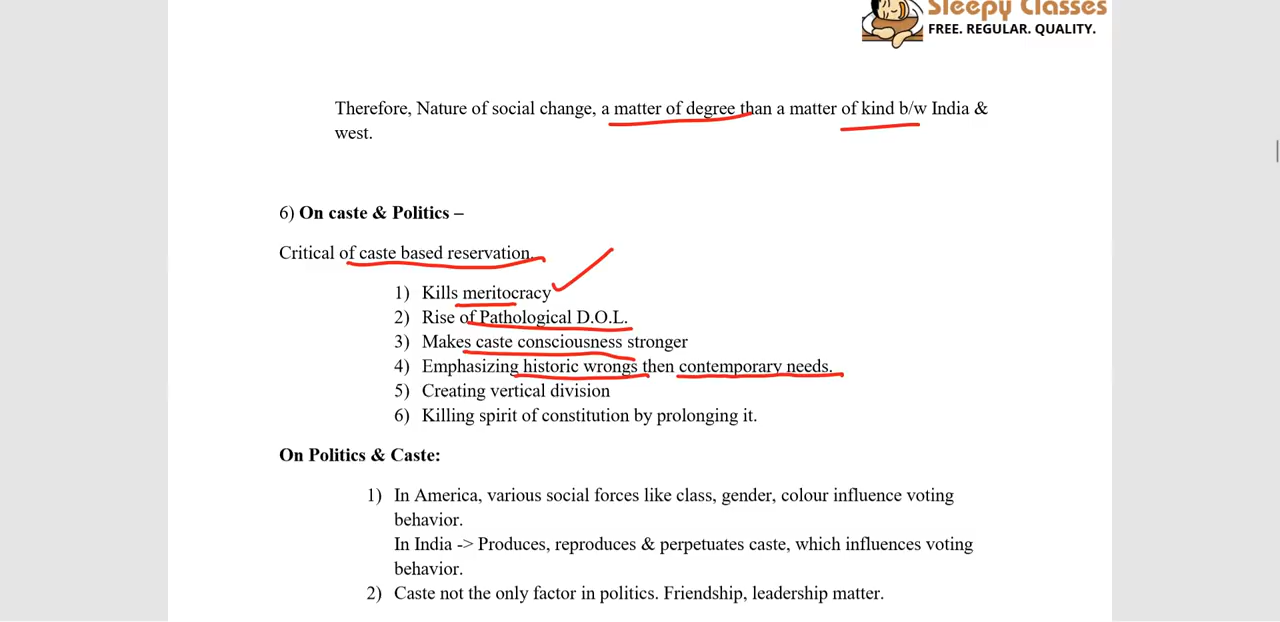 Sleepy Classes
FREE. REGULAR. QUALITY.
Therefore, Nature of social change, a matter of degree than a matter of kind b/w India &
west.
6) On caste & Politics –
Critical of caste based reservation.
1) Kills meritocracy
2) Rise of Pathological D.O.L.
3) Makes caste consciousness stronger
4) Emphasizing historic wrongs then contemporary needs.
5) Creating vertical division
6) Killing spirit of constitution by prolonging it.
On Politics & Caste:
1) In America, various social forces like class, gender, colour influence voting
behavior.
In India -> Produces, reproduces & perpetuates caste, which influences voting
behavior.
2) Caste not the only factor in politics. Friendship, leadership matter.